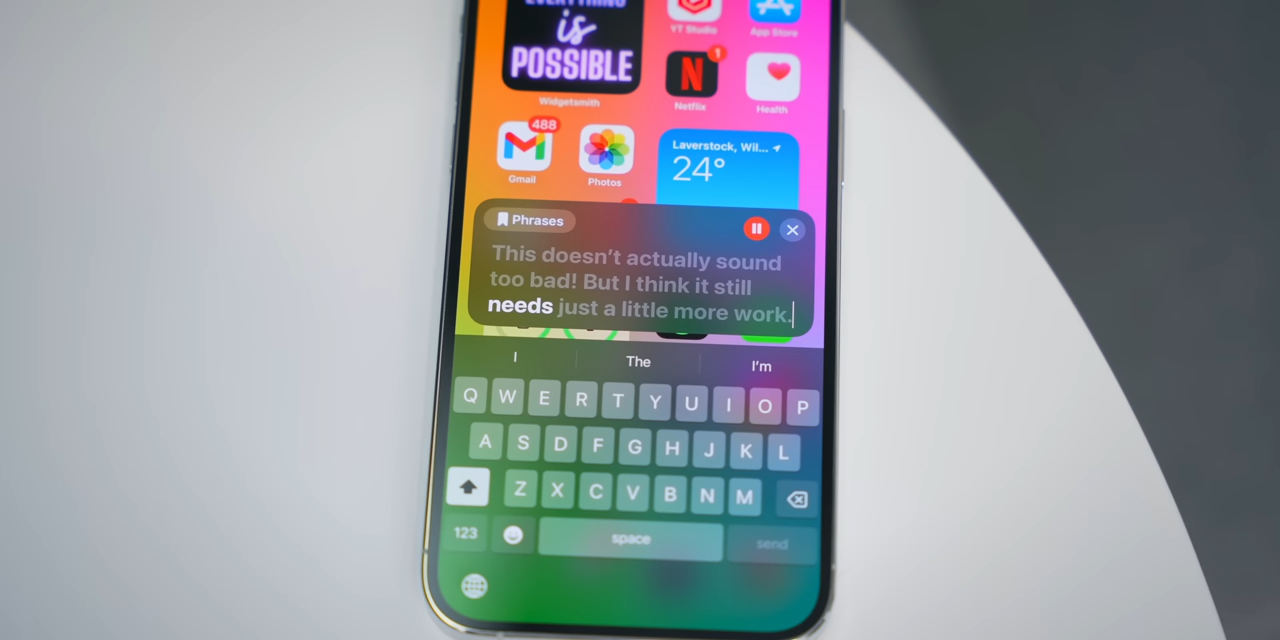 EVERYTHING
is
POSSIBLE
Widgetsmith
YT Studio
App Store
N
1
Netflix
Health
488
Gmail
Photos
Laverstock, Wil...
24°
Phrases
This doesn't actually sound
too bad! But I think it still
needs just a little more work.
I The I'm
Q W E R T Y U I O P
A S D F G H J K L
Z X C V B N M
123 space send